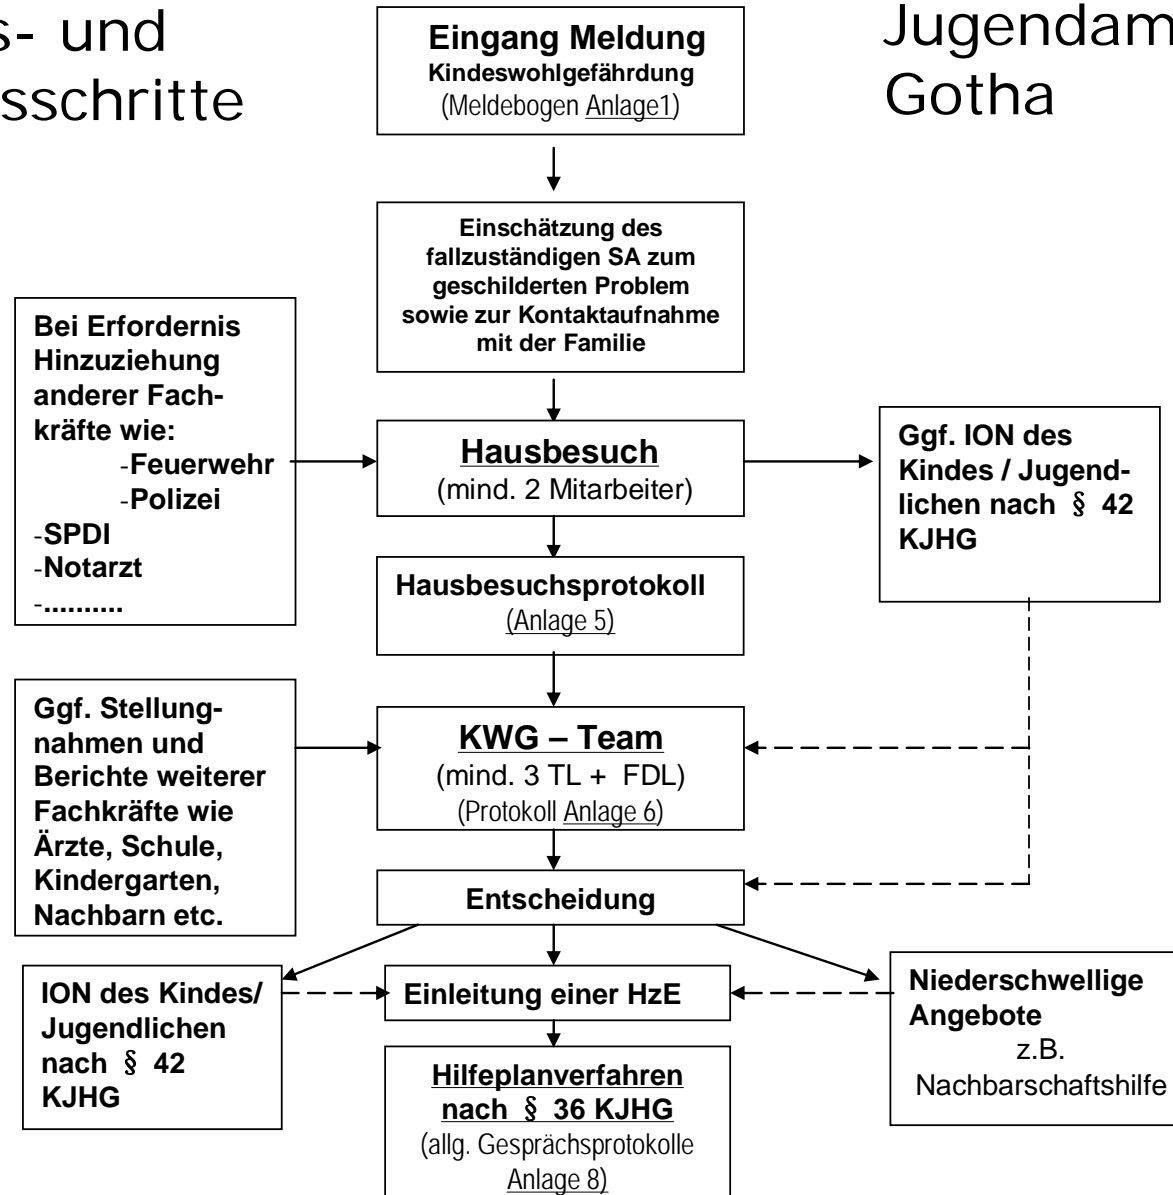 s- und
sschritte
Jugendam
Gotha
Eingang Meldung
Kindeswohlgefährdung
(Meldebogen Anlage1)
Einschätzung des
fallzuständigen SA zum
geschilderten Problem
sowie zur Kontaktaufnahme
mit der Familie
Bei Erfordernis
Hinzuziehung
anderer Fach-
kräfte wie:
-Feuerwehr
-Polizei
-SPDI
-Notarzt
-..........
Hausbesuch
(mind. 2 Mitarbeiter)
Ggf. ION des
Kindes / Jugend-
lichen nach § 42
KJHG
Hausbesuchsprotokoll
(Anlage 5)
Ggf. Stellung-
nahmen und
Berichte weiterer
Fachkräfte wie
Ärzte, Schule,
Kindergarten,
Nachbarn etc.
KWG – Team
(mind. 3 TL + FDL)
(Protokoll Anlage 6)
Entscheidung
ION des Kindes/
Jugendlichen
nach § 42
KJHG
Einleitung einer HzE
Niederschwellige
Angebote
z.B.
Nachbarschaftshilfe
Hilfeplanverfahren
nach § 36 KJHG
(allg. Gesprächsprotokolle
Anlage 8)